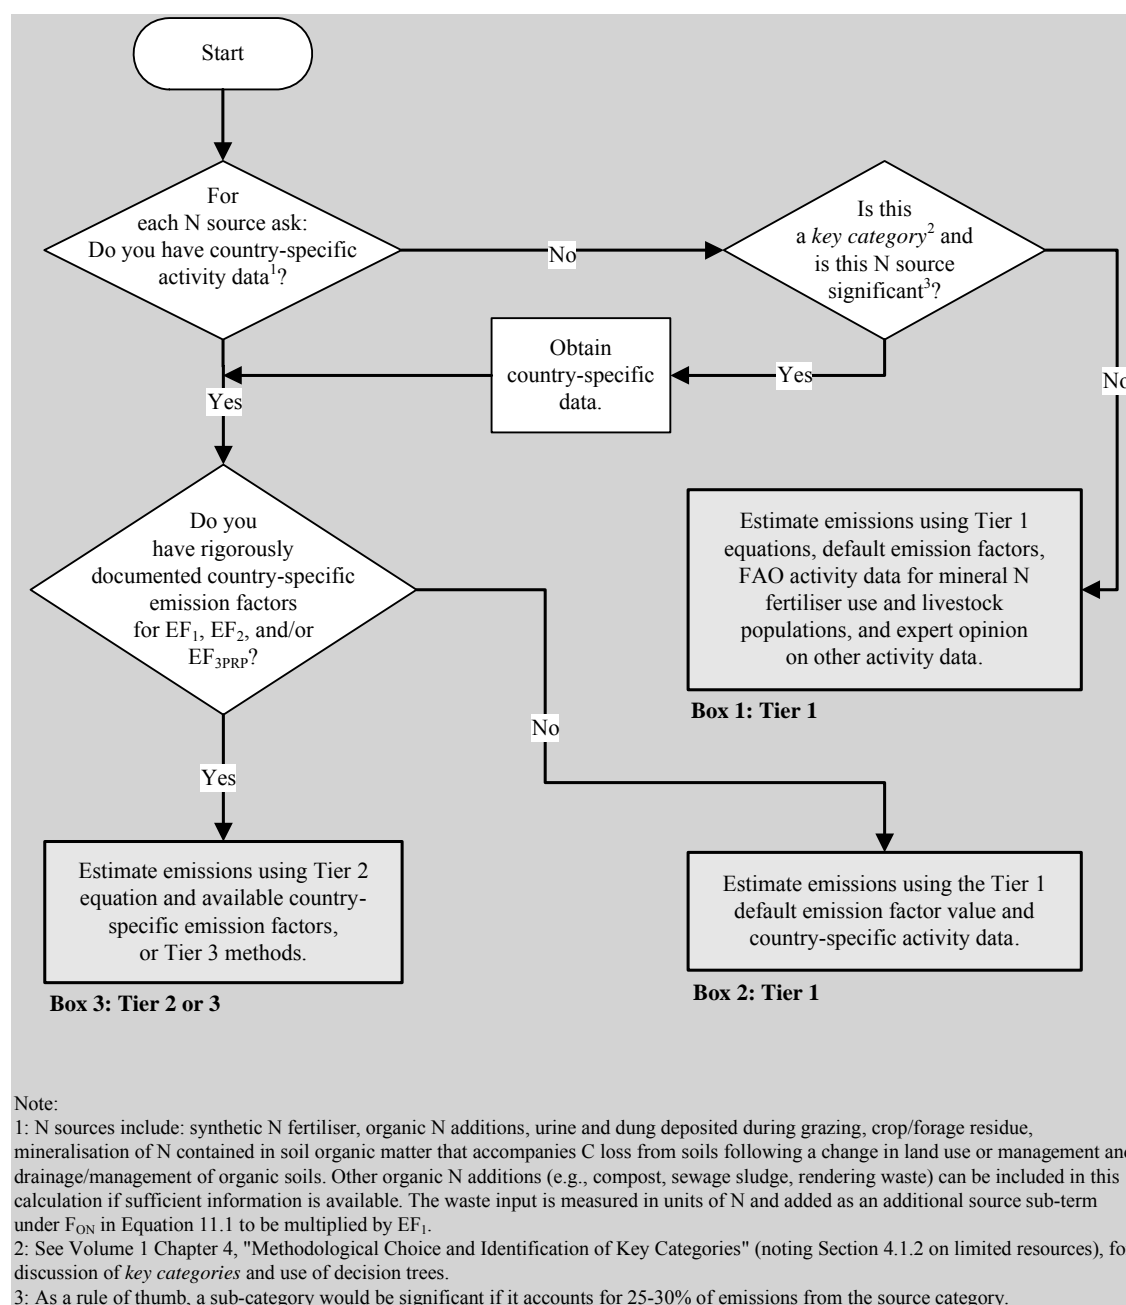 Start
For
each N source ask:
Do you have country-specific
activity data1?
No
Is this
a key category2 and
is this N source
significant3?
Obtain
country-specific
data.
Yes
No
Yes
Do you
have rigorously
documented country-specific
emission factors
for EF1, EF2, and/or
EF3PRP?
Estimate emissions using Tier 1
equations, default emission factors,
FAO activity data for mineral N
fertiliser use and livestock
populations, and expert opinion
on other activity data.
Box 1: Tier 1
No
Yes
Estimate emissions using Tier 2
equation and available country-
specific emission factors,
or Tier 3 methods.
Box 3: Tier 2 or 3
Estimate emissions using the Tier 1
default emission factor value and
country-specific activity data.
Box 2: Tier 1
Note:
1: N sources include: synthetic N fertiliser, organic N additions, urine and dung deposited during grazing, crop/forage residue,
mineralisation of N contained in soil organic matter that accompanies C loss from soils following a change in land use or management and
drainage/management of organic soils. Other organic N additions (e.g., compost, sewage sludge, rendering waste) can be included in this
calculation if sufficient information is available. The waste input is measured in units of N and added as an additional source sub-term
under FON in Equation 11.1 to be multiplied by EF1.
2: See Volume 1 Chapter 4, "Methodological Choice and Identification of Key Categories" (noting Section 4.1.2 on limited resources), fo
discussion of key categories and use of decision trees.
3: As a rule of thumb, a sub-category would be significant if it accounts for 25-30% of emissions from the source category.